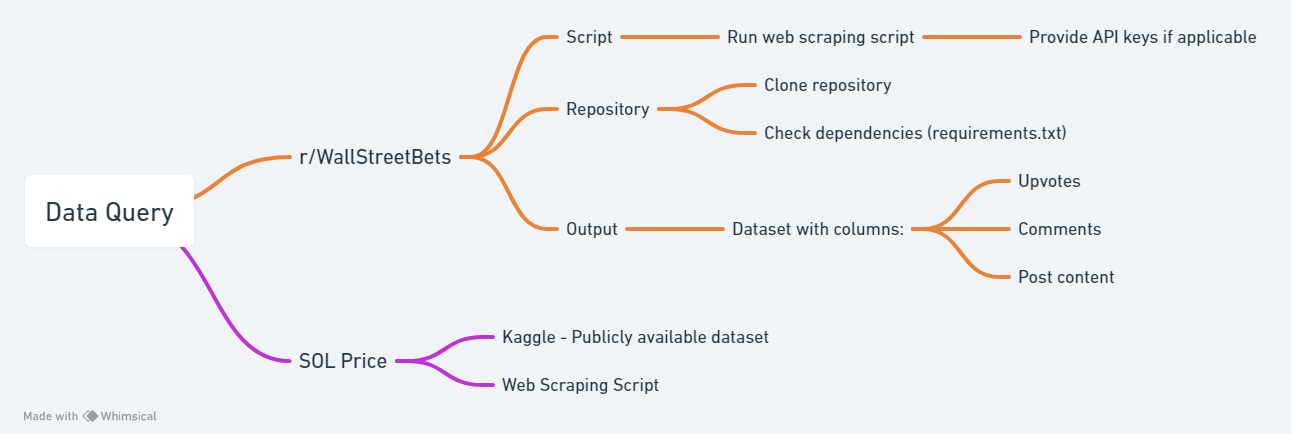 Data Query
r/WallStreetBets
Script
Run web scraping script
Provide API keys if applicable
Repository
Clone repository
Check dependencies (requirements.txt)
Output
Dataset with columns:
Upvotes
Comments
Post content
SOL Price
Kaggle - Publicly available dataset
Web Scraping Script
Made with Whimsical